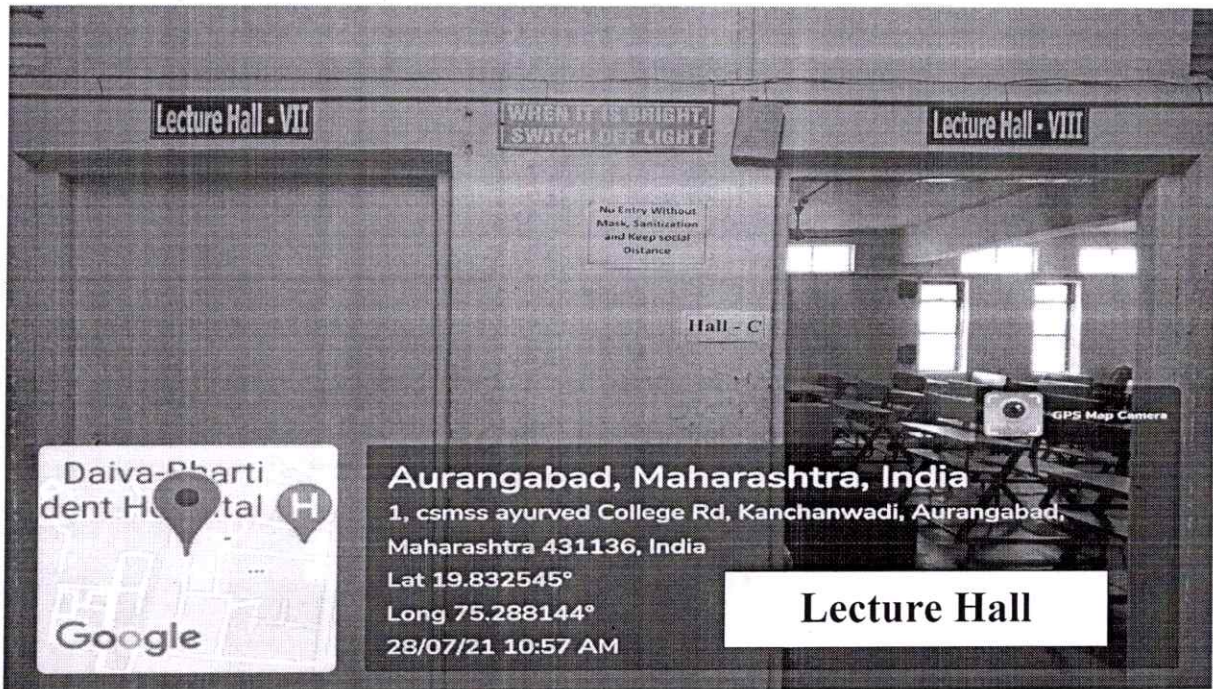 Lecture Hall - VII
WHEN IT IS BRIGHT,
SWITCH OFF LIGHT
Lecture Hall - VIII
No Entry Without
Mask, Sanitization
and Keep social
Distance
Hall - C
GPS Map Camera
Daiva-Bharti
dent H tal
H
Google
Aurangabad, Maharashtra, India
1, csmss ayurved College Rd, Kanchanwadi, Aurangabad,
Maharashtra 431136, India
Lat 19.832545°
Long 75.288144°
28/07/21 10:57 AM
Lecture Hall